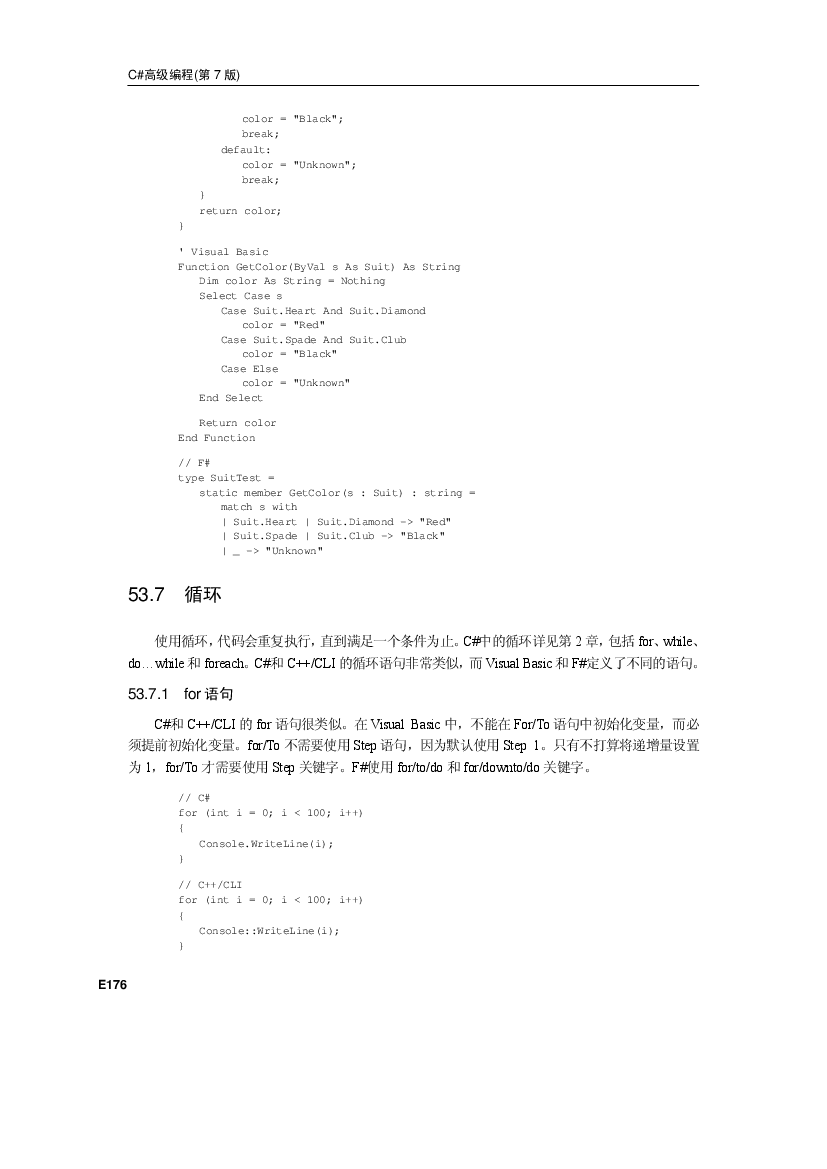 C#高级编程(第 7 版)
color = "Black";
break;
default:
color = "Unknown";
break;
}
return color;
}
' Visual Basic
Function GetColor(ByVal s As Suit) As String
Dim color As String = Nothing
Select Case s
Case Suit.Heart And Suit.Diamond
color = "Red"
Case Suit.Spade And Suit.Club
color = "Black"
Case Else
color = "Unknown"
End Select
Return color
End Function
// F#
type SuitTest =
static member GetColor(s : Suit) : string =
match s with
| Suit.Heart | Suit.Diamond -> "Red"
| Suit.Spade | Suit.Club -> "Black"
| _ -> "Unknown"
53.7 循环
使用循环，代码会重复执行，直到满足一个条件为止。C#中的循环详见第 2 章，包括 for、while、
do…while 和 foreach。C#和 C++/CLI 的循环语句非常类似，而 Visual Basic 和 F#定义了不同的语句。
53.7.1 for 语句
C#和 C++/CLI 的 for 语句很类似。在 Visual Basic 中，不能在 For/To 语句中初始化变量，而必
须提前初始化变量。for/To 不需要使用 Step 语句，因为默认使用 Step 1。只有不打算将递增量设置
为 1，for/To 才需要使用 Step 关键字。F#使用 for/to/do 和 for/downto/do 关键字。
// C#
for (int i = 0; i < 100; i++)
{
Console.WriteLine(i);
}
// C++/CLI
for (int i = 0; i < 100; i++)
{
Console::WriteLine(i);
}
E176